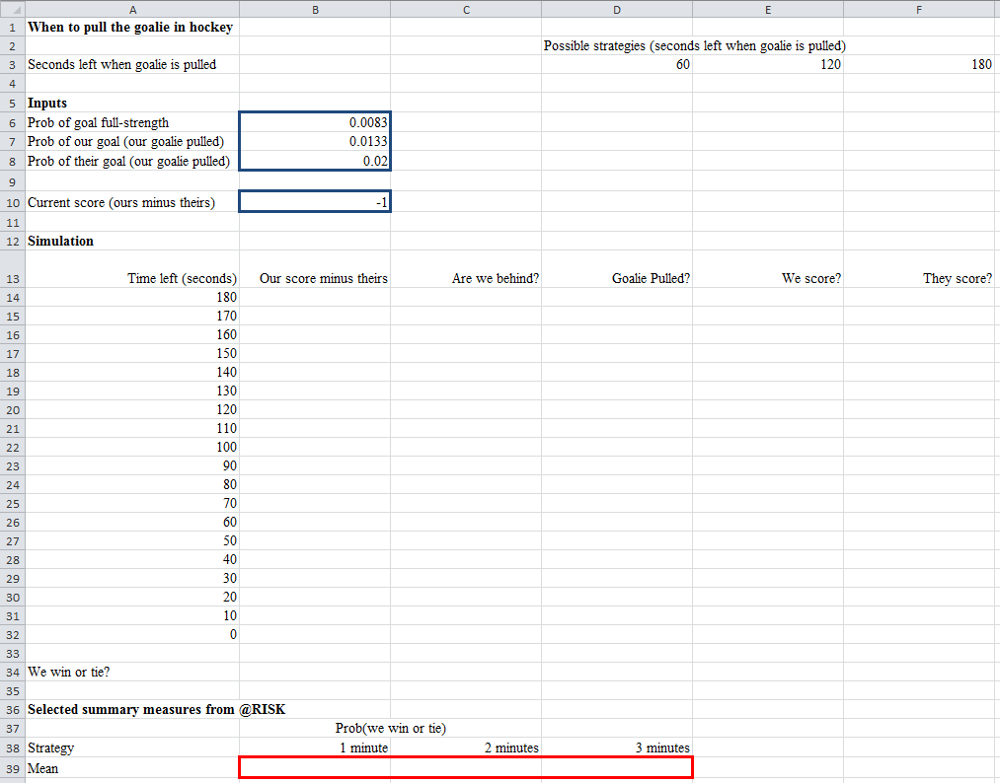 A B C D E F
1 When to pull the goalie in hockey
2 Possible strategies (seconds left when goalie is pulled)
3 Seconds left when goalie is pulled 60 120 180
4
5 Inputs
6 Prob of goal full-strength 0.0083
7 Prob of our goal (our goalie pulled) 0.0133
8 Prob of their goal (our goalie pulled) 0.02
9
10 Current score (ours minus theirs) -1
11
12 Simulation
13 Time left (seconds) Our score minus theirs Are we behind? Goalie Pulled? We score? They score?
14 180
15 170
16 160
17 150
18 140
19 130
20 120
21 110
22 100
23 90
24 80
25 70
26 60
27 50
28 40
29 30
30 20
31 10
32 0
33
34 We win or tie?
35
36 Selected summary measures from @RISK
37 Prob(we win or tie)
38 Strategy 1 minute 2 minutes 3 minutes
39 Mean